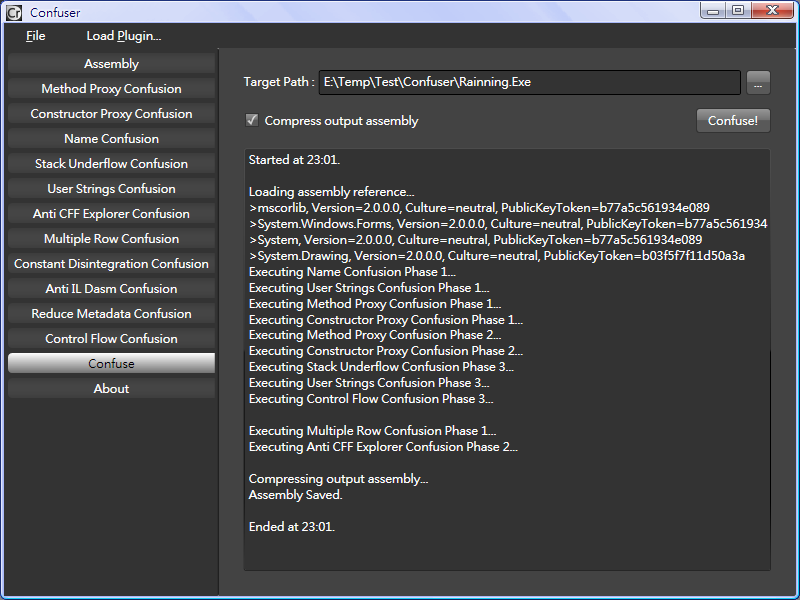 Cr Confuser
File Load Plugin...
Assembly
Method Proxy Confusion
Constructor Proxy Confusion
Name Confusion
Stack Underflow Confusion
User Strings Confusion
Anti CFF Explorer Confusion
Multiple Row Confusion
Constant Disintegration Confusion
Anti IL Dasm Confusion
Reduce Metadata Confusion
Control Flow Confusion
Confuse
About
Target Path : E:\Temp\Test\Confuser\Rainning.Exe ...
Compress output assembly Confuse!
Started at 23:01.
Loading assembly reference...
>mscorlib, Version=2.0.0.0, Culture=neutral, PublicKeyToken=b77a5c561934e089
>System.Windows.Forms, Version=2.0.0.0, Culture=neutral, PublicKeyToken=b77a5c561934
>System, Version=2.0.0.0, Culture=neutral, PublicKeyToken=b77a5c561934e089
>System.Drawing, Version=2.0.0.0, Culture=neutral, PublicKeyToken=b03f5f7f11d50a3a
Executing Name Confusion Phase 1...
Executing User Strings Confusion Phase 1...
Executing Method Proxy Confusion Phase 1...
Executing Constructor Proxy Confusion Phase 1...
Executing Method Proxy Confusion Phase 2...
Executing Constructor Proxy Confusion Phase 2...
Executing Stack Underflow Confusion Phase 3...
Executing User Strings Confusion Phase 3...
Executing Control Flow Confusion Phase 3...
Executing Multiple Row Confusion Phase 1...
Executing Anti CFF Explorer Confusion Phase 2...
Compressing output assembly...
Assembly Saved.
Ended at 23:01.